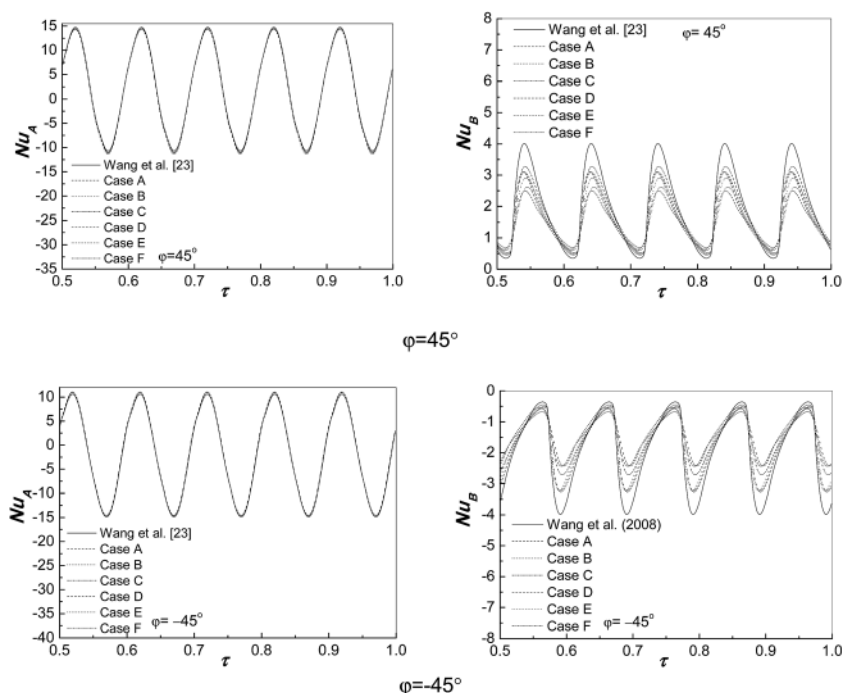 15
10
5
0
-5
-10
-15
-20
-25
-30
-35
Nu_A
Wang et al. [23]
Case A
Case B
Case C
Case D
Case E
Case F
φ=45°
0.5 0.6 0.7 0.8 0.9 1.0
τ
8
7
6
5
4
3
2
1
0
Nu_B
Wang et al. [23]
φ= 45°
Case A
Case B
Case C
Case D
Case E
Case F
0.5 0.6 0.7 0.8 0.9 1.0
τ
φ=45°
10
5
0
-5
-10
-15
-20
-25
-30
-35
-40
Nu_A
Wang et al. [23]
Case A
Case B
Case C
Case D
Case E
Case F
φ= –45°
0.5 0.6 0.7 0.8 0.9 1.0
τ
-0
-1
-2
-3
-4
-5
-6
-7
-8
Nu_B
Wang et al. (2008)
Case A
Case B
Case C
Case D
Case E
Case F
φ= –45°
0.5 0.6 0.7 0.8 0.9 1.0
τ
φ=-45°